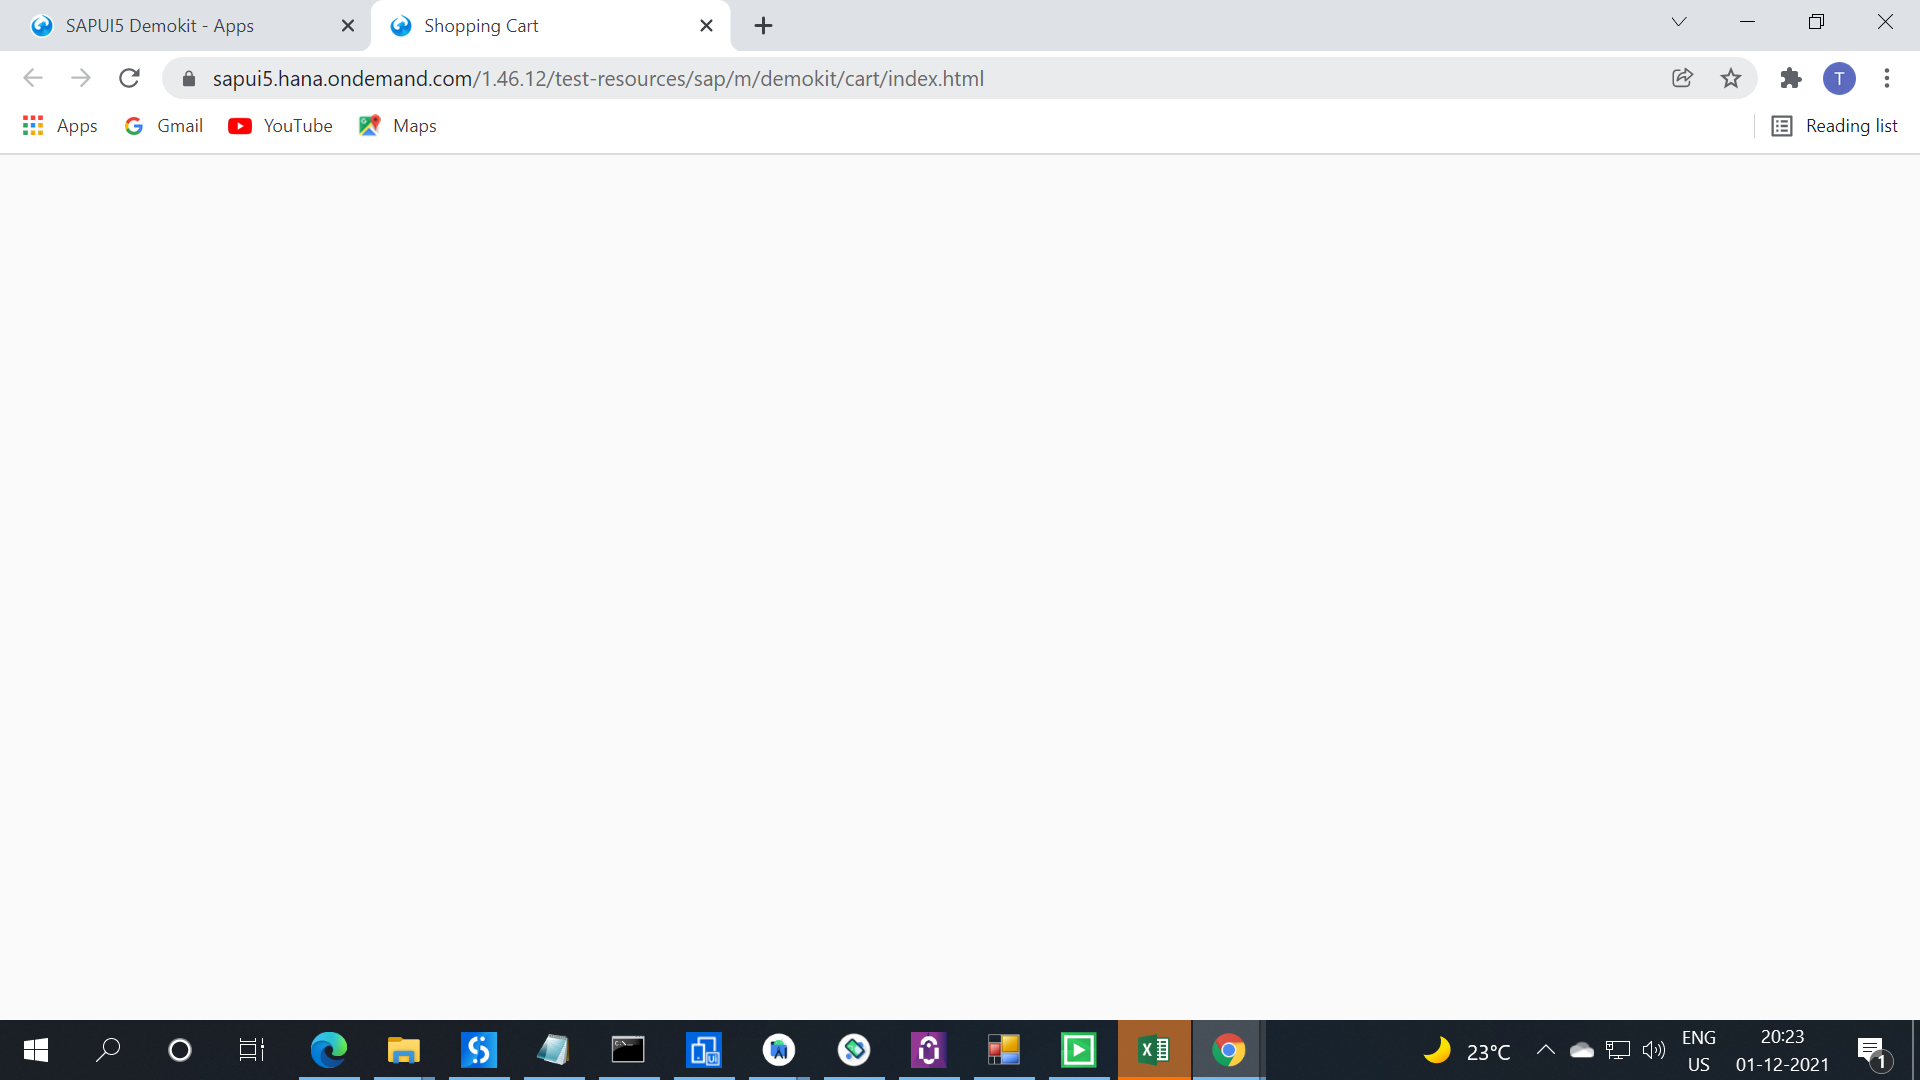 SAPUI5 Demokit - Apps
Shopping Cart
sapui5.hana.ondemand.com/1.46.12/test-resources/sap/m/demokit/cart/index.html
T
Apps
Gmail
YouTube
Maps
Reading list
23°C
ENG
US
20:23
01-12-2021
1